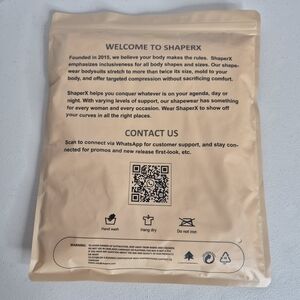 WELCOME TO SHAPERX
Founded in 2015, we believe your body makes the rules. ShaperX
emphasizes inclusiveness for all body shapes and sizes. Our shape-
wear bodysuits stretch to more than twice its size, mold to your
body, and offer targeted compression without sacrificing comfort.
ShaperX helps you conquer whatever is on your agenda, day or
night. With varying levels of support, our shapewear has something
for every woman and every occasion. Wear ShaperX to show off
your curves in all the right places.
CONTACT US
Scan to connect via WhatsApp for customer support, and stay con-
nected for promos and new release first-look, etc.
Hand wash
Hang dry
Do not iron
WARNING: